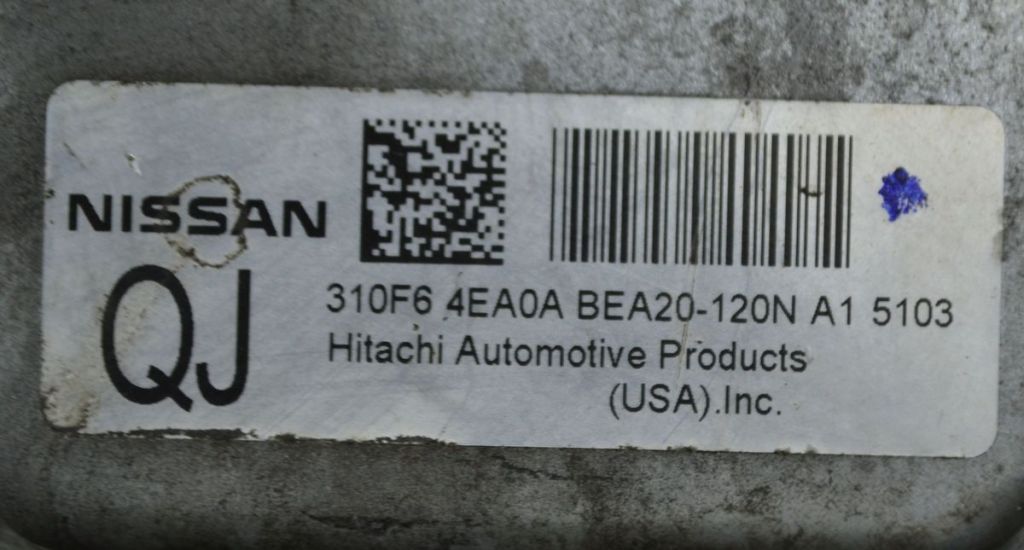 NISSAN
QJ
310F6 4EA0A BEA20-120N A1 5103
Hitachi Automotive Products
(USA).Inc.